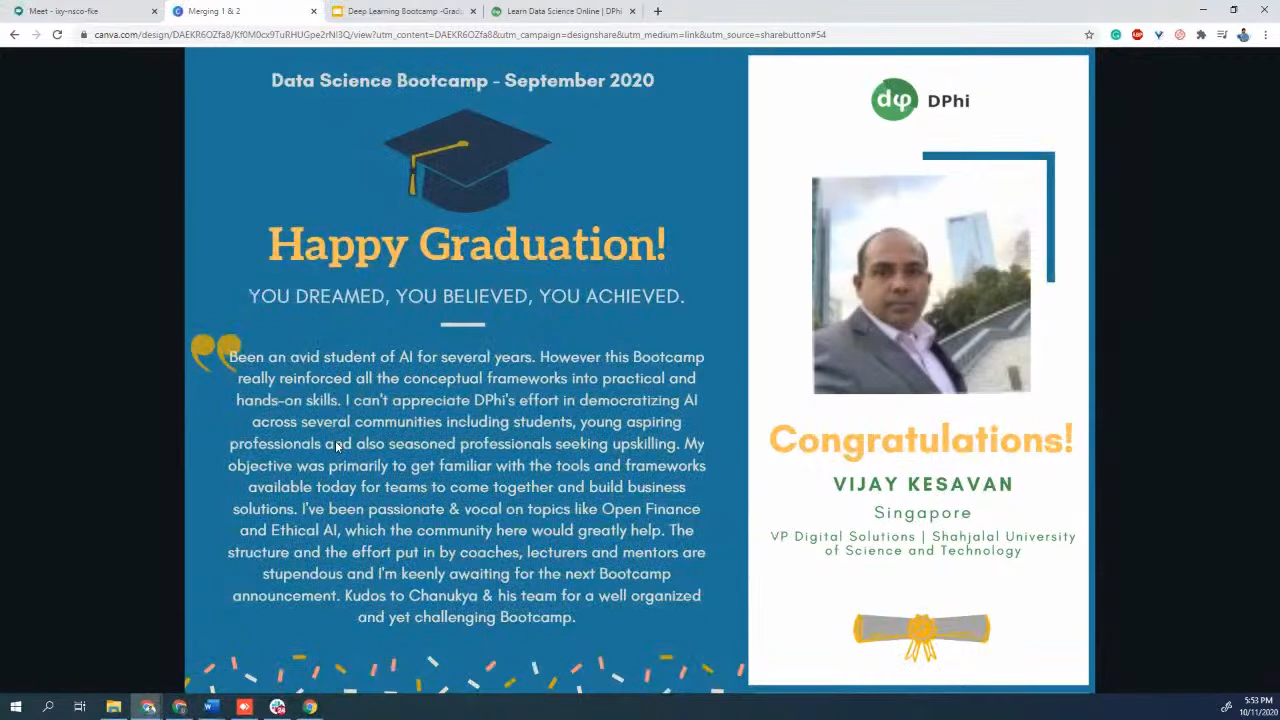 Meet - ixy-nsco-fke
Merging 1 & 2
Deep Learning Bootcamp -Gradu
Learn Data Science Online | DPhi
canva.com/design/DAEKR6OZfa8/Kf0M0cx9TuRHUGpe2rNI3Q/view?utm_content=DAEKR6OZfa8&utm_campaign=designshare&utm_medium=link&utm_source=sharebutton#54
Data Science Bootcamp - September 2020
Happy Graduation!
YOU DREAMED, YOU BELIEVED, YOU ACHIEVED.
Been an avid student of AI for several years. However this Bootcamp
really reinforced all the conceptual frameworks into practical and
hands-on skills. I can't appreciate DPhi's effort in democratizing AI
across several communities including students, young aspiring
professionals and also seasoned professionals seeking upskilling. My
objective was primarily to get familiar with the tools and frameworks
available today for teams to come together and build business
solutions. I've been passionate & vocal on topics like Open Finance
and Ethical AI, which the community here would greatly help. The
structure and the effort put in by coaches, lecturers and mentors are
stupendous and I'm keenly awaiting for the next Bootcamp
announcement. Kudos to Chanukya & his team for a well organized
and yet challenging Bootcamp.
dφ DPhi
Congratulations!
VIJAY KESAVAN
Singapore
VP Digital Solutions | Shahjalal University
of Science and Technology
5:53 PM
10/11/2020